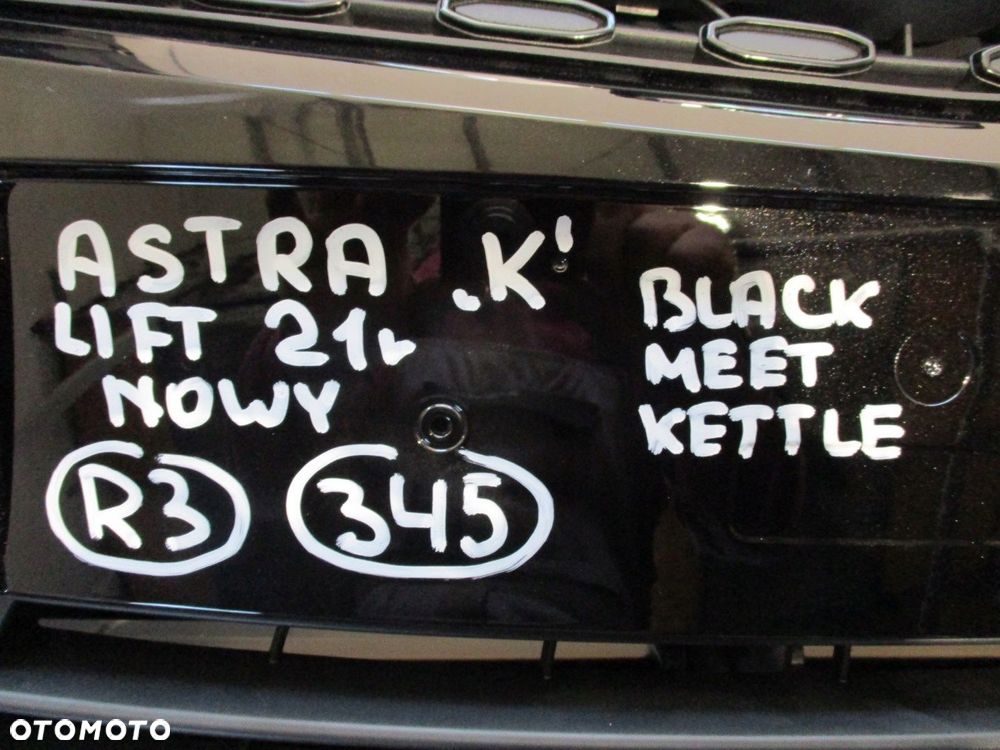 ASTRA „K"
LIFT 21r
NOWY
R3 345
BLACK
MEET
KETTLE
OTOMOTO